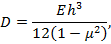 D = Eh³ / 12(1 − μ²),